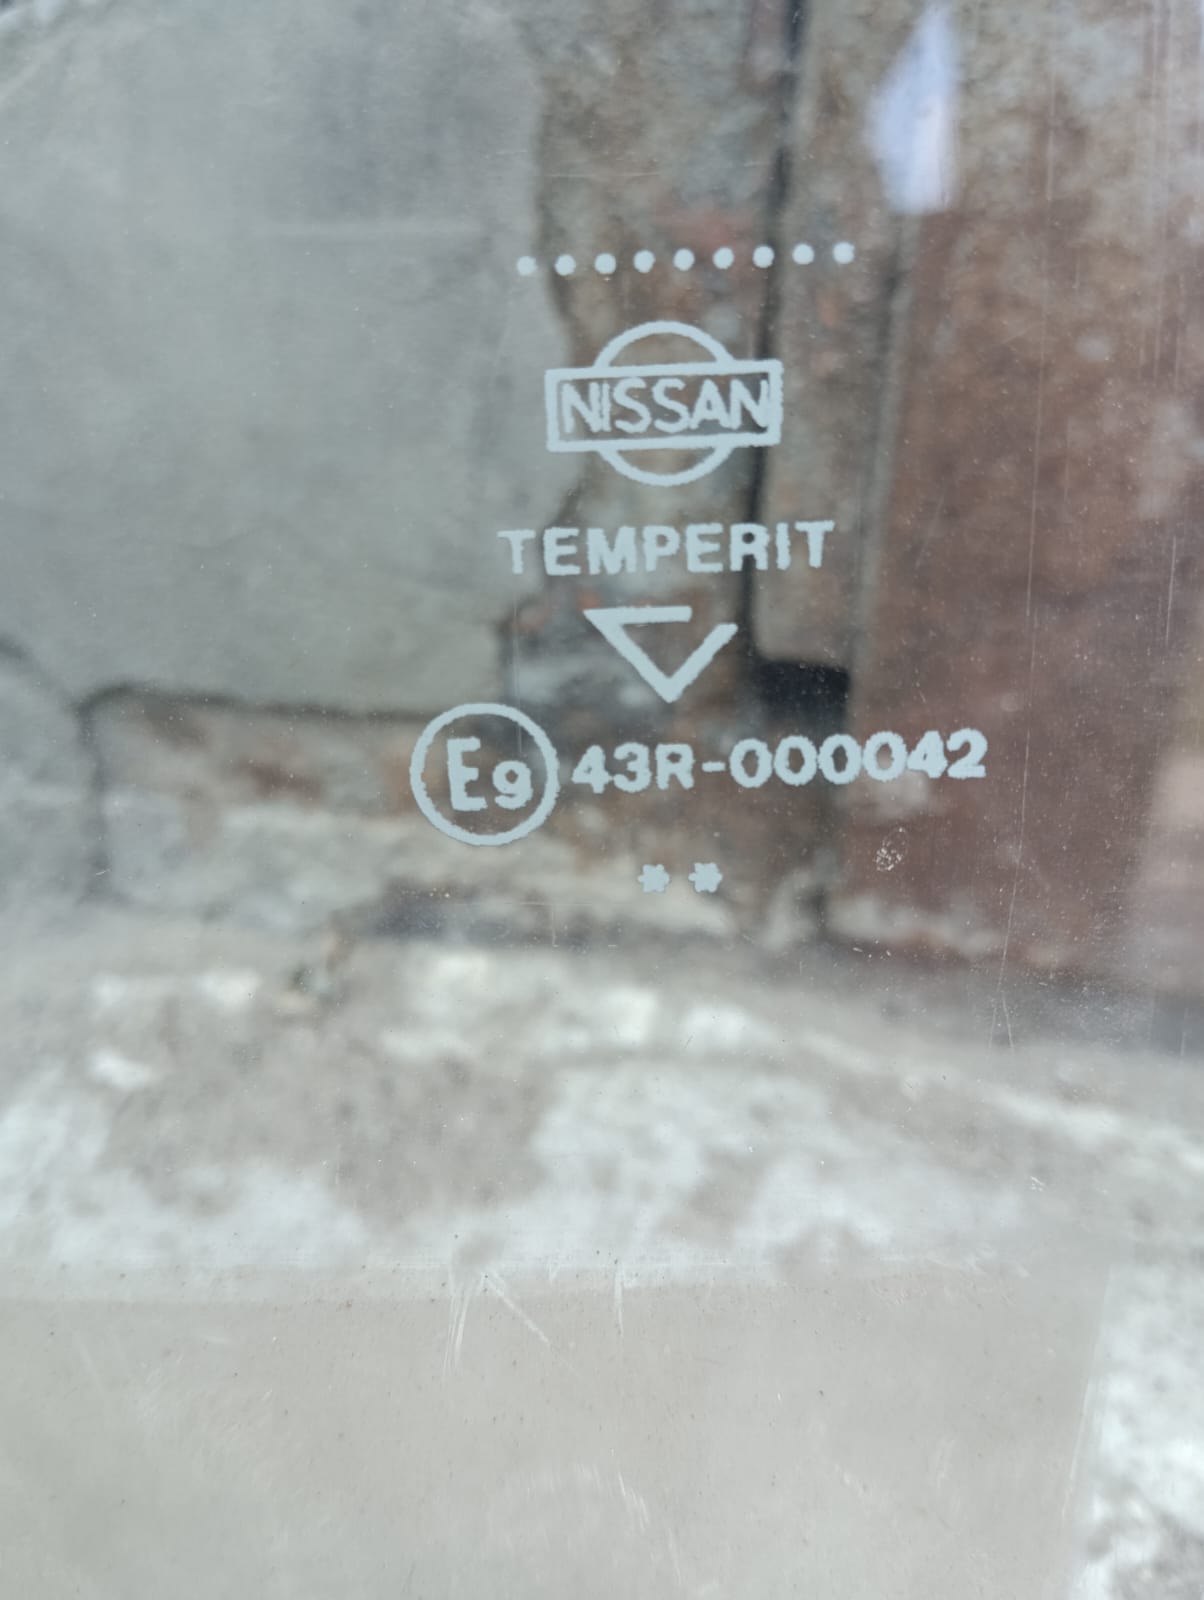 NISSAN
TEMPERIT
E9 43R-000042
**